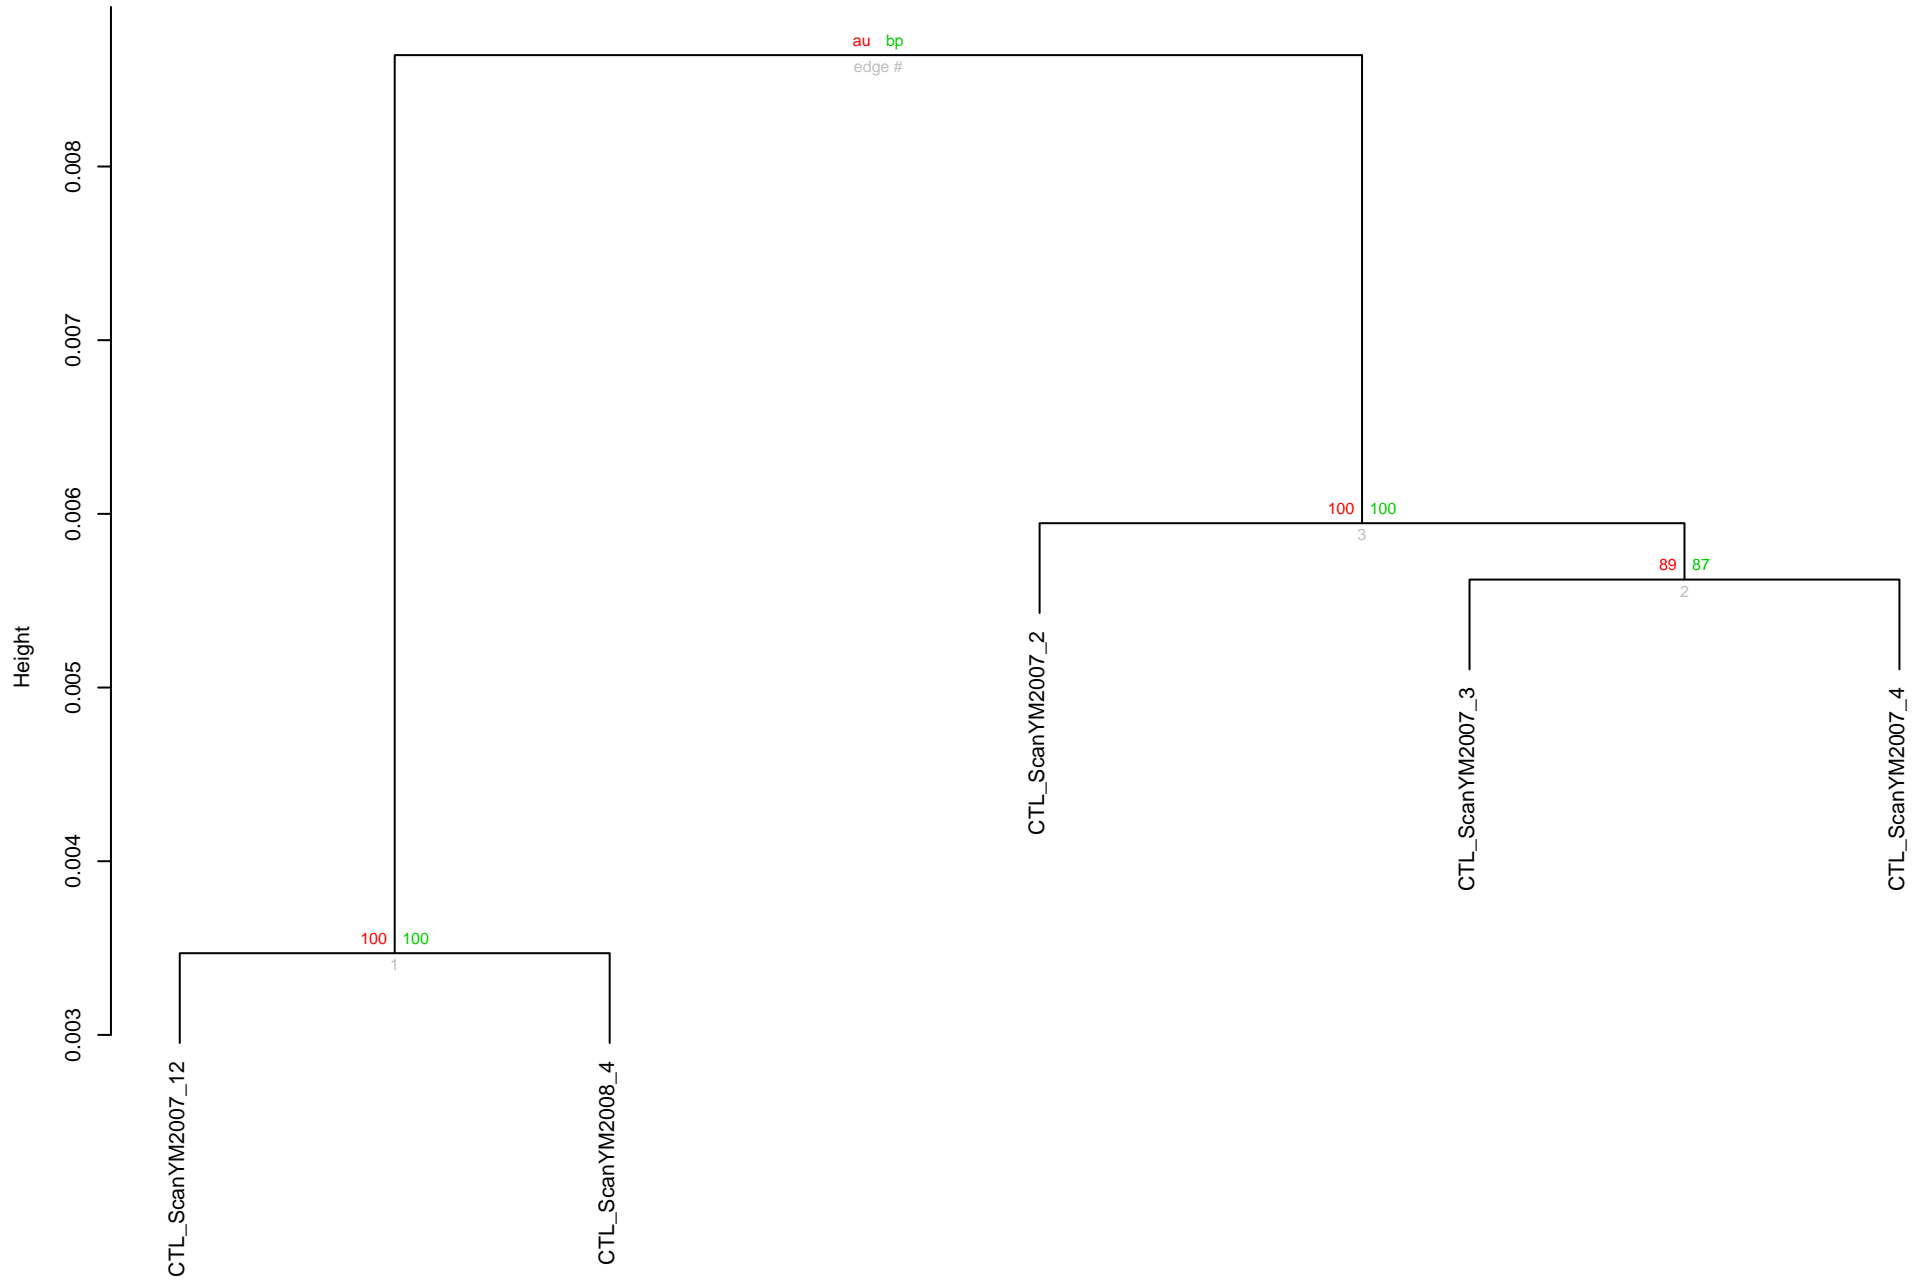 au bp
edge #
0.008
0.007
0.006
0.005
0.004
0.003
Height
100 100
3
89 87
2
100 100
1
CTL_ScanYM2007_12
CTL_ScanYM2008_4
CTL_ScanYM2007_2
CTL_ScanYM2007_3
CTL_ScanYM2007_4